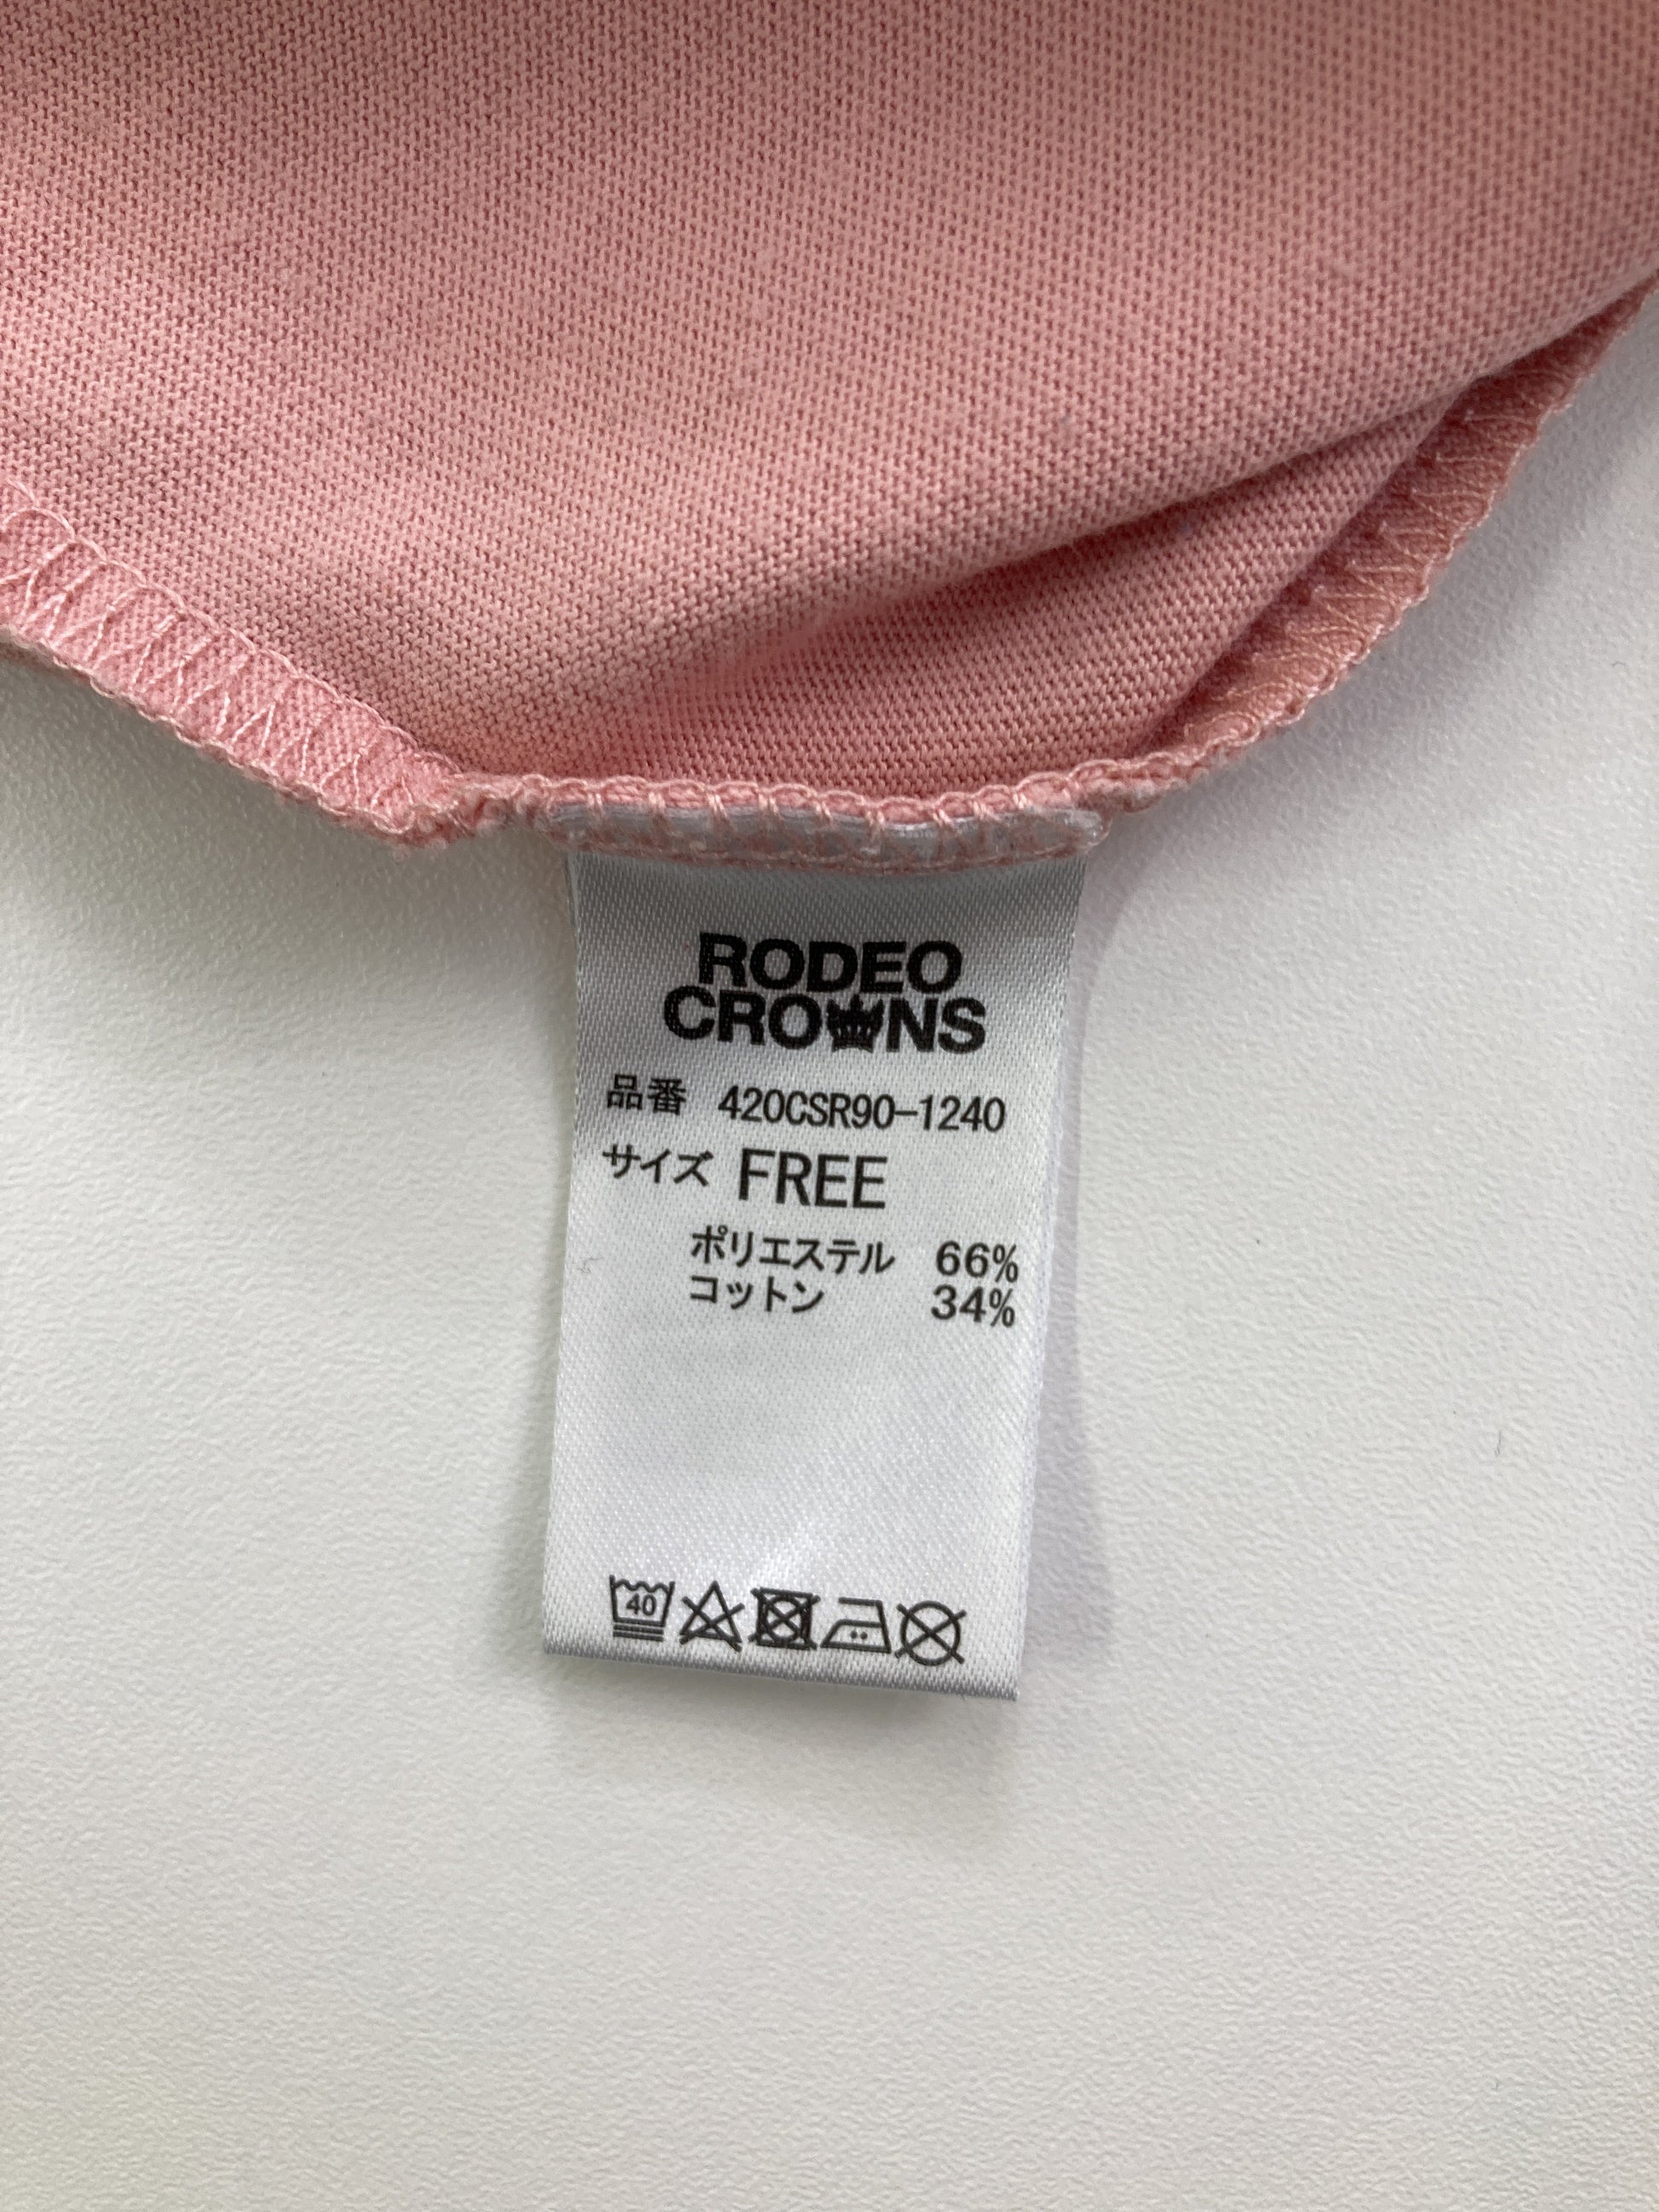 RODEO
CROWNS
品番 420CSR90-1240
サイズ FREE
ポリエステル 66%
コットン 34%
40